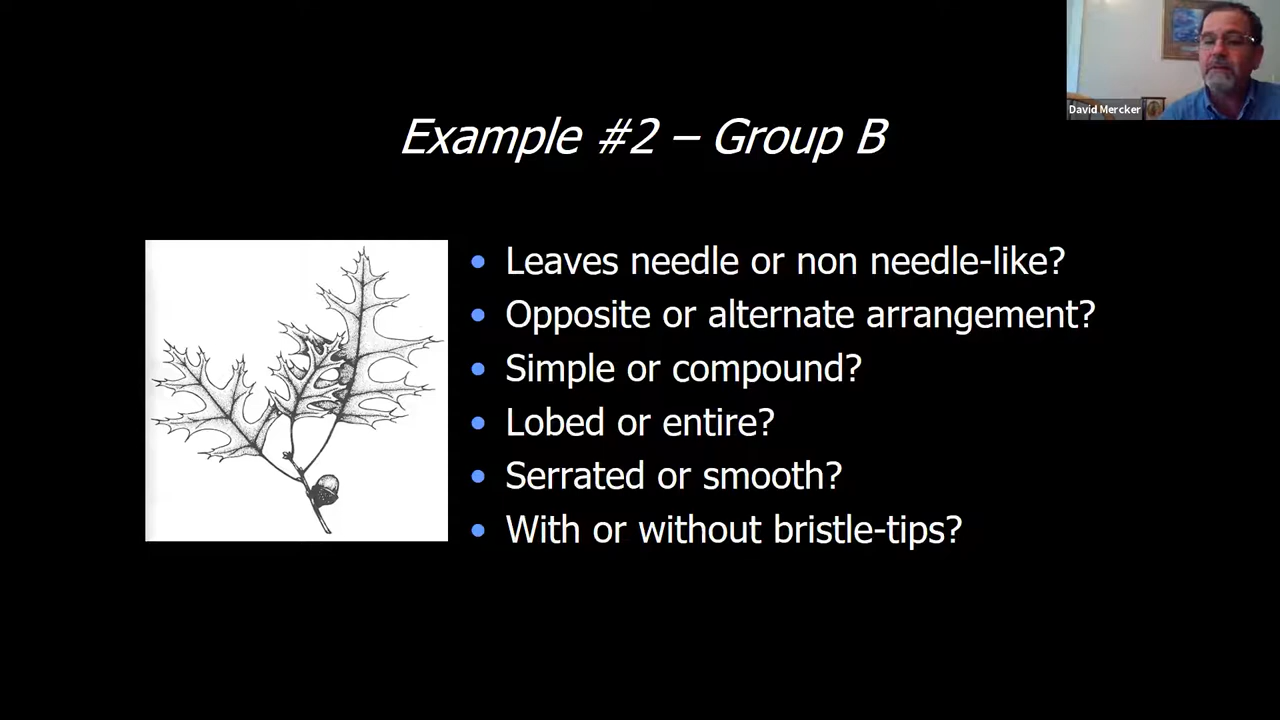 David Mercker
Example #2 – Group B
• Leaves needle or non needle-like?
• Opposite or alternate arrangement?
• Simple or compound?
• Lobed or entire?
• Serrated or smooth?
• With or without bristle-tips?